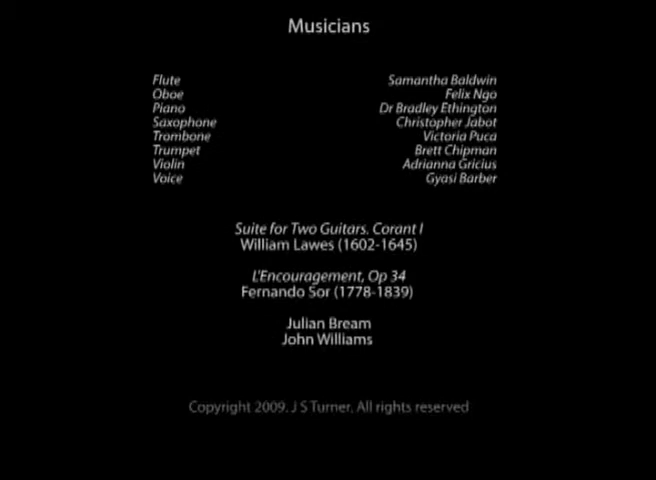 Musicians
Flute Samantha Baldwin
Oboe Felix Ngo
Piano Dr Bradley Ethington
Saxophone Christopher Jabot
Trombone Victoria Puca
Trumpet Brett Chipman
Violin Adrianna Gricius
Voice Gyasi Barber
Suite for Two Guitars. Corant I
William Lawes (1602-1645)
L'Encouragement, Op 34
Fernando Sor (1778-1839)
Julian Bream
John Williams
Copyright 2009. J S Turner. All rights reserved